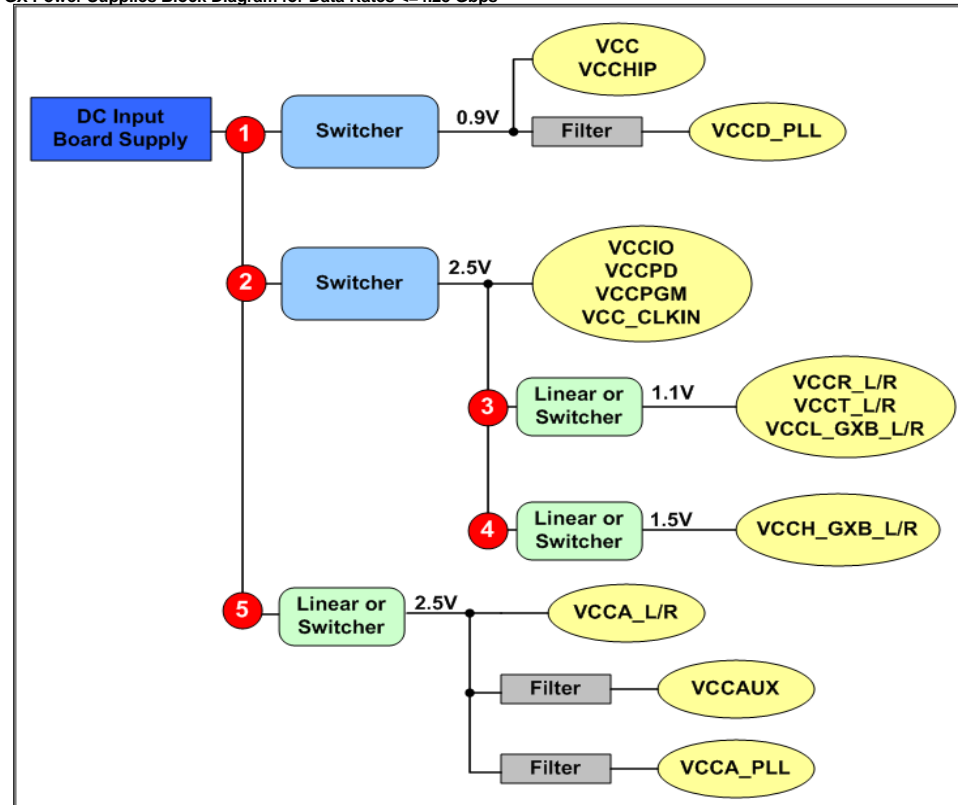 VCC
VCCHIP
DC Input
Board Supply
1
Switcher
0.9V
Filter
VCCD_PLL
2
Switcher
2.5V
VCCIO
VCCPD
VCCPGM
VCC_CLKIN
3
Linear or
Switcher
1.1V
VCCR_L/R
VCCT_L/R
VCCL_GXB_L/R
4
Linear or
Switcher
1.5V
VCCH_GXB_L/R
5
Linear or
Switcher
2.5V
VCCA_L/R
Filter
VCCAUX
Filter
VCCA_PLL